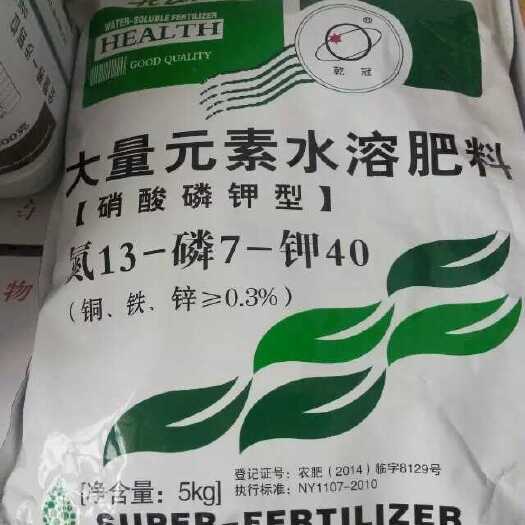 WATER-SOLUBLE FERTILIZER
HEALTH
GOOD QUALITY
®
乾冠
大量元素水溶肥料
【硝酸磷钾型】
氮13-磷7-钾40
(铜、铁、锌≥0.3%)
物
[净含量:5kg]
登记证号:农肥(2014)临字8129号
执行标准:NY1107-2010
SUPER-FERTILIZER